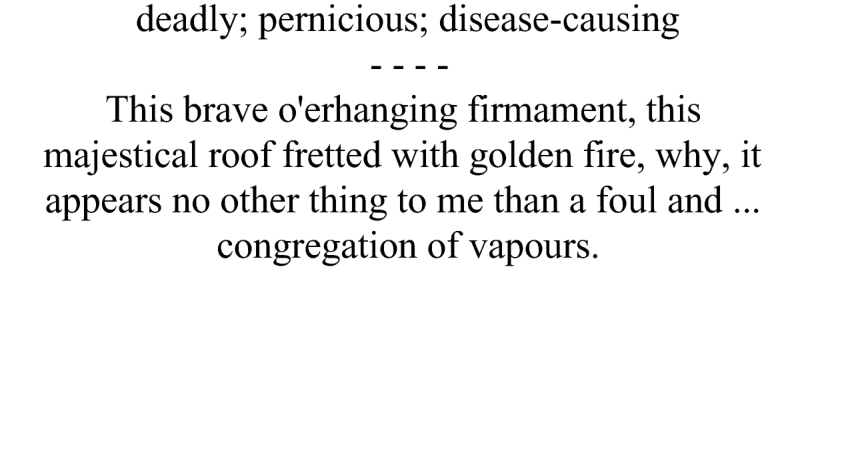 deadly; pernicious; disease-causing
- - - -
This brave o'erhanging firmament, this
majestical roof fretted with golden fire, why, it
appears no other thing to me than a foul and ...
congregation of vapours.